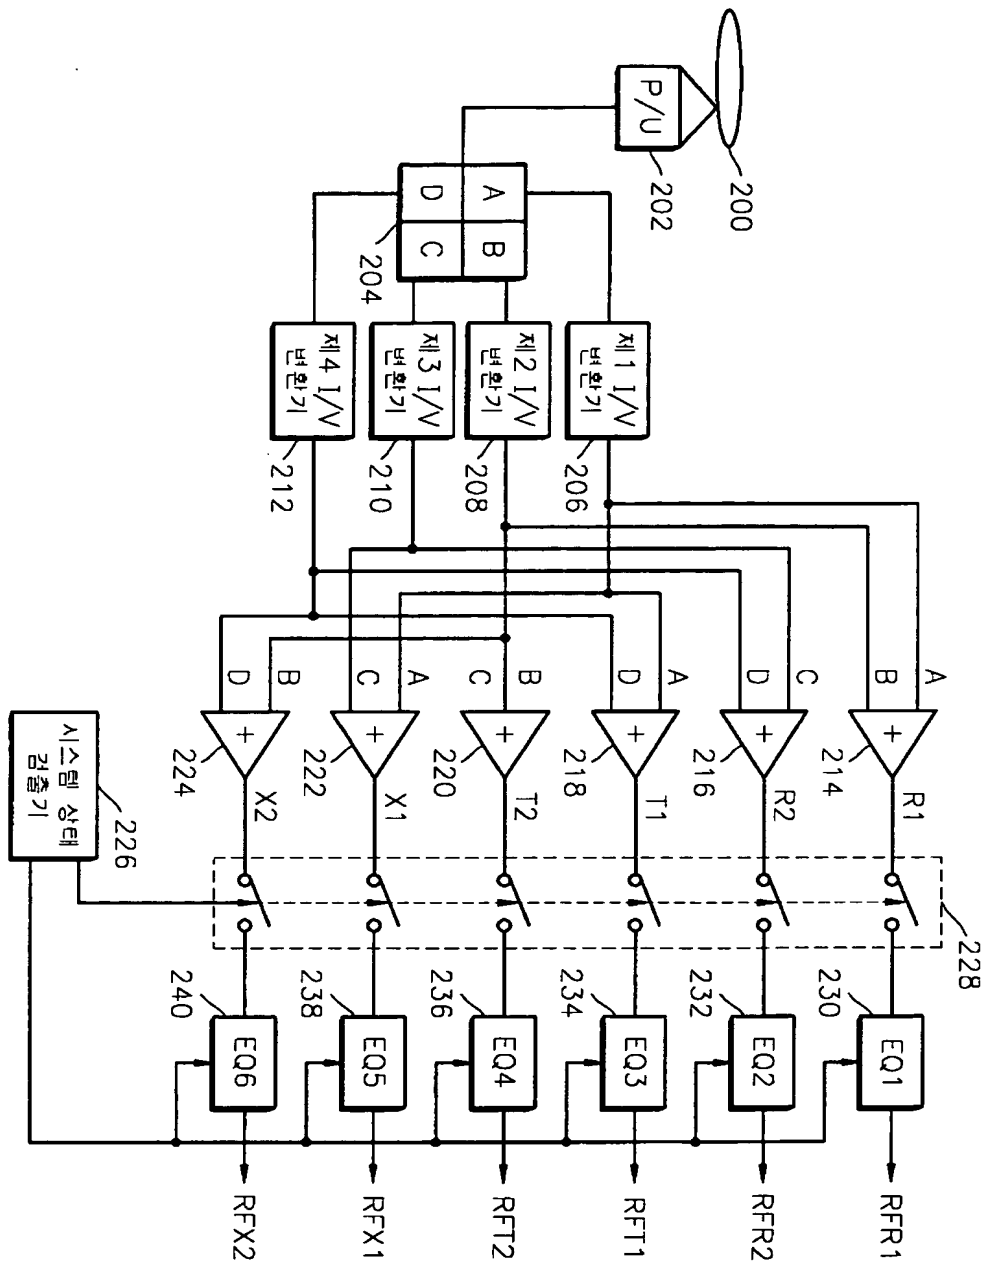 200
P/U
202
A
B
D
C
204
제1 I/V
변환기
206
제2 I/V
변환기
208
제3 I/V
변환기
210
제4 I/V
변환기
212
A
B
+
214
R1
C
D
+
216
R2
A
D
+
218
T1
B
C
+
220
T2
A
C
+
222
X1
B
D
+
224
X2
시스템 상태
검출기
226
228
230
EQ1
RFR1
232
EQ2
RFR2
234
EQ3
RFT1
236
EQ4
RFT2
238
EQ5
RFX1
240
EQ6
RFX2